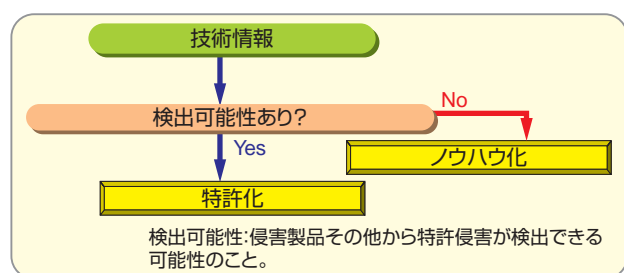 技術情報
検出可能性あり?
No
Yes
ノウハウ化
特許化
検出可能性:侵害製品その他から特許侵害が検出できる
可能性のこと。